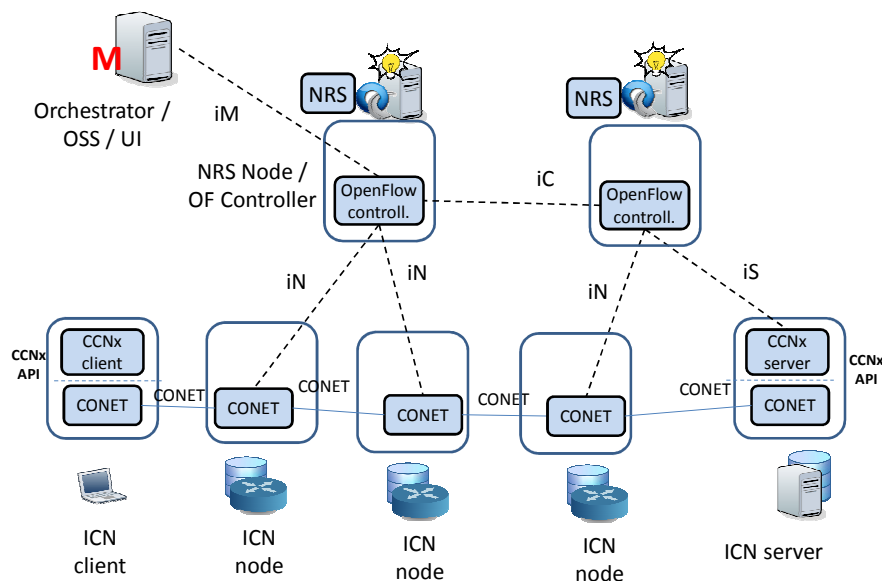 M
Orchestrator /
OSS / UI
iM
NRS
NRS
NRS Node /
OF Controller
OpenFlow
controll.
iC
OpenFlow
controll.
iN
iN
iN
iS
CCNx
API
CCNx
client
CCNx
server
CCNx
API
CONET
CONET
CONET
CONET
CONET
CONET
CONET
CONET
CONET
ICN
client
ICN
node
ICN
node
ICN
node
ICN server